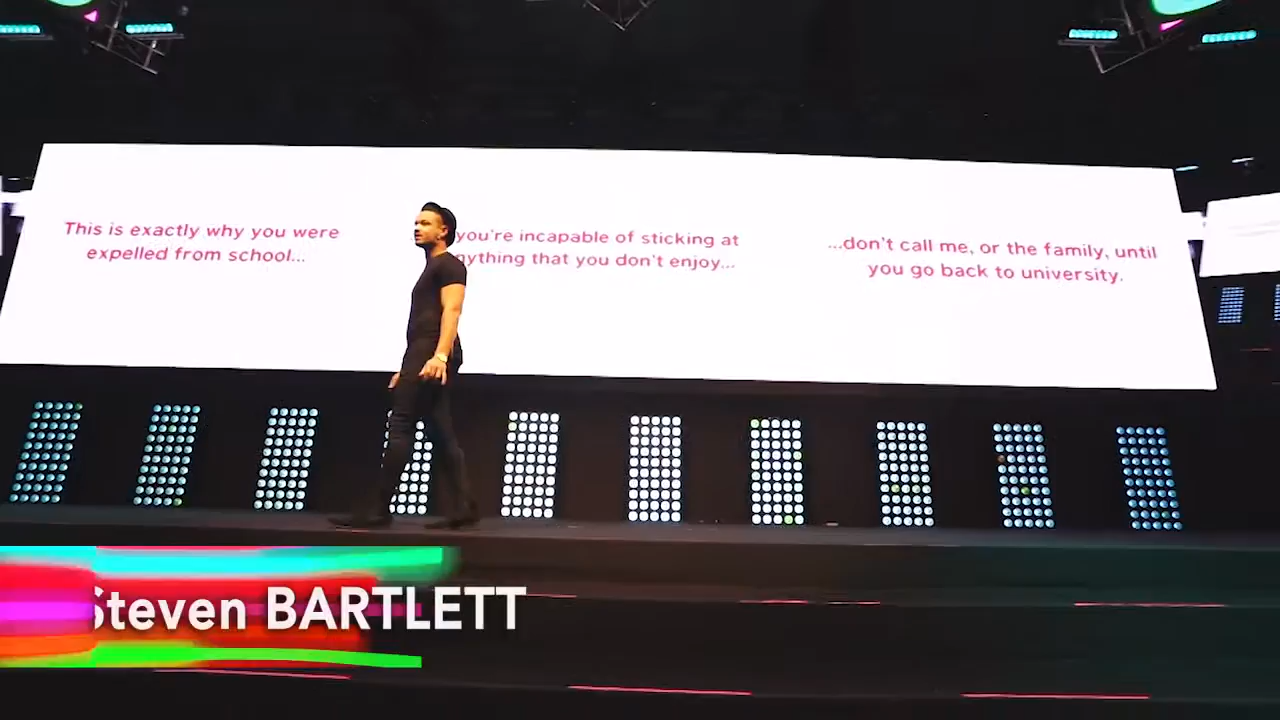 This is exactly why you were
expelled from school...
you're incapable of sticking at
that you don't enjoy...
...don't call me, or the family, until
you go back to university.
Steven BARTLETT